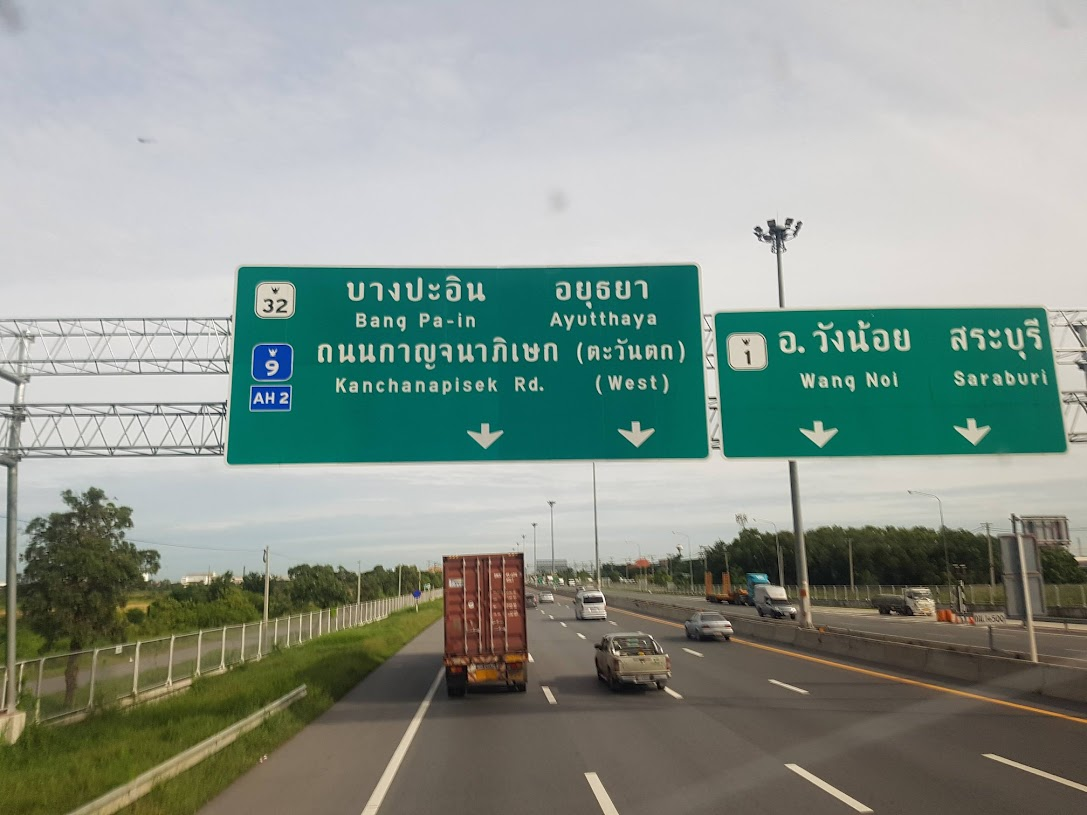 32
บางปะอิน อยุธยา
Bang Pa-in Ayutthaya
9
ถนนกาญจนาภิเษก (ตะวันตก)
AH 2
Kanchanapisek Rd. (West)
1
อ. วังน้อย สระบุรี
Wang Noi Saraburi